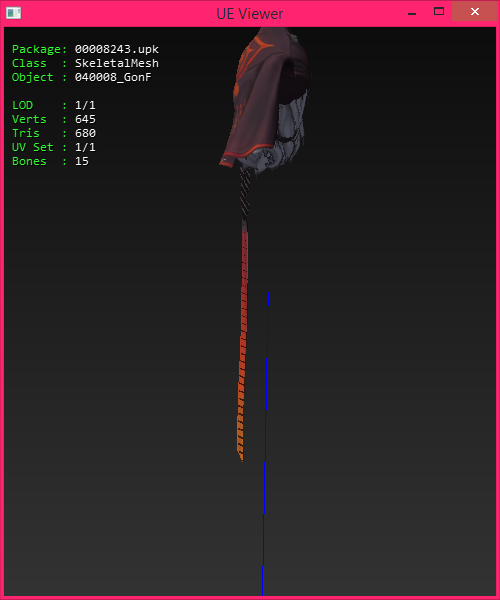 UE Viewer
Package: 00008243.upk
Class  : SkeletalMesh
Object : 040008_GonF
LOD    : 1/1
Verts  : 645
Tris   : 680
UV Set : 1/1
Bones  : 15